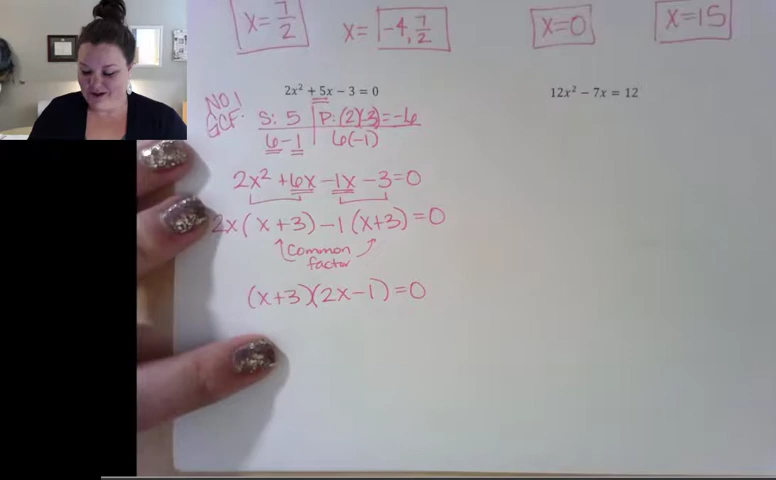 x=7/2
x= -4, 7/2
x=0
x=15
2x² + 5x − 3 = 0
NO!
GCF:
S: 5 | P: (2)(-3)=-6
6-1 | 6(-1)
2x² +6x -1x -3=0
2x(x+3)-1(x+3)=0
Common
factor
(x+3)(2x-1)=0
12x² − 7x = 12